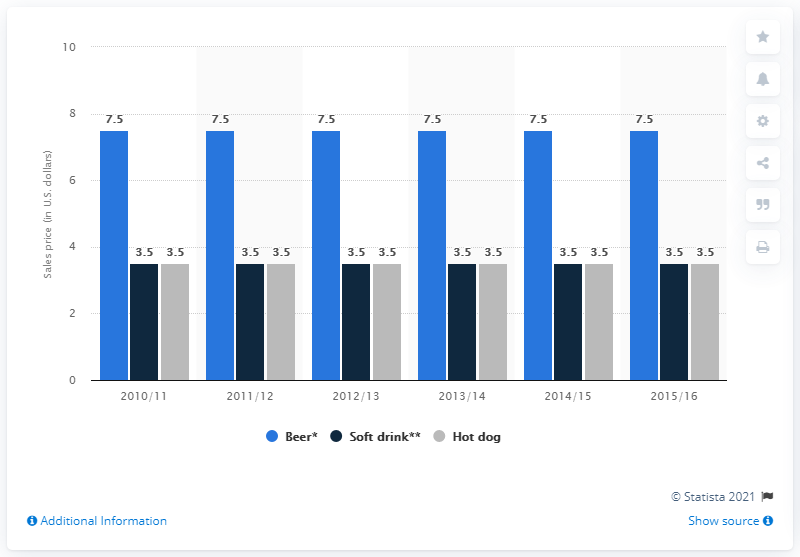 10
8
6
4
2
0
Sales price (in U.S. dollars)
7.5 3.5 3.5 7.5 3.5 3.5 7.5 3.5 3.5 7.5 3.5 3.5 7.5 3.5 3.5 7.5 3.5 3.5
2010/11 2011/12 2012/13 2013/14 2014/15 2015/16
Beer* Soft drink** Hot dog
© Statista 2021
Additional Information Show source